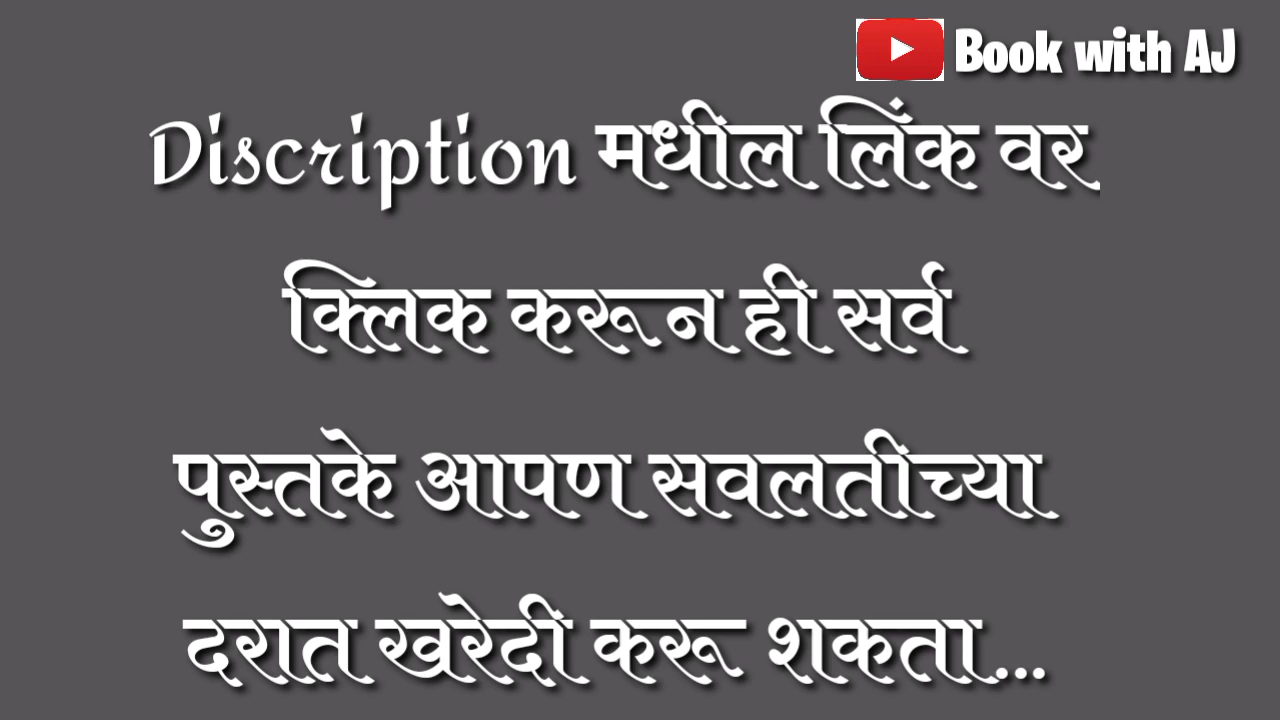 Book with AJ
Discription मधील लिंक वर
क्लिक करून ही सर्व
पुस्तके आपण सवलतीच्या
दरात खरेदी करू शकता...